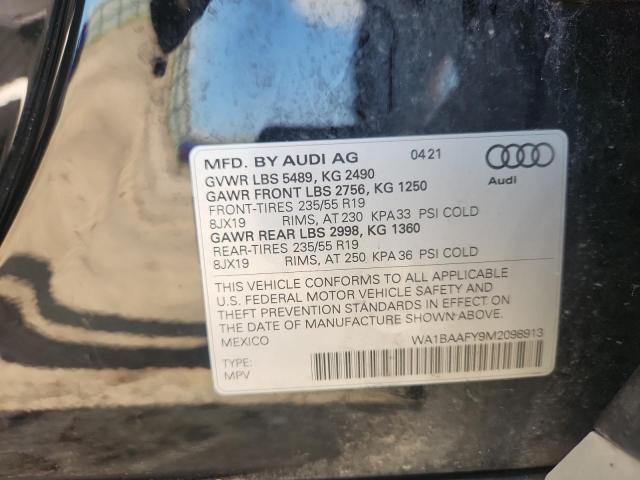 MFD. BY AUDI AG 04 21
GVWR LBS 5489, KG 2490
GAWR FRONT LBS 2756, KG 1250
FRONT-TIRES 235/55 R19
8JX19 RIMS, AT 230 KPA 33 PSI COLD
GAWR REAR LBS 2998, KG 1360
REAR-TIRES 235/55 R19
8JX19 RIMS, AT 250 KPA 36 PSI COLD
Audi
THIS VEHICLE CONFORMS TO ALL APPLICABLE
U.S. FEDERAL MOTOR VEHICLE SAFETY AND
THEFT PREVENTION STANDARDS IN EFFECT ON
THE DATE OF MANUFACTURE SHOWN ABOVE.
MEXICO
WA1BAAFY9M2098913
TYPE:
MPV